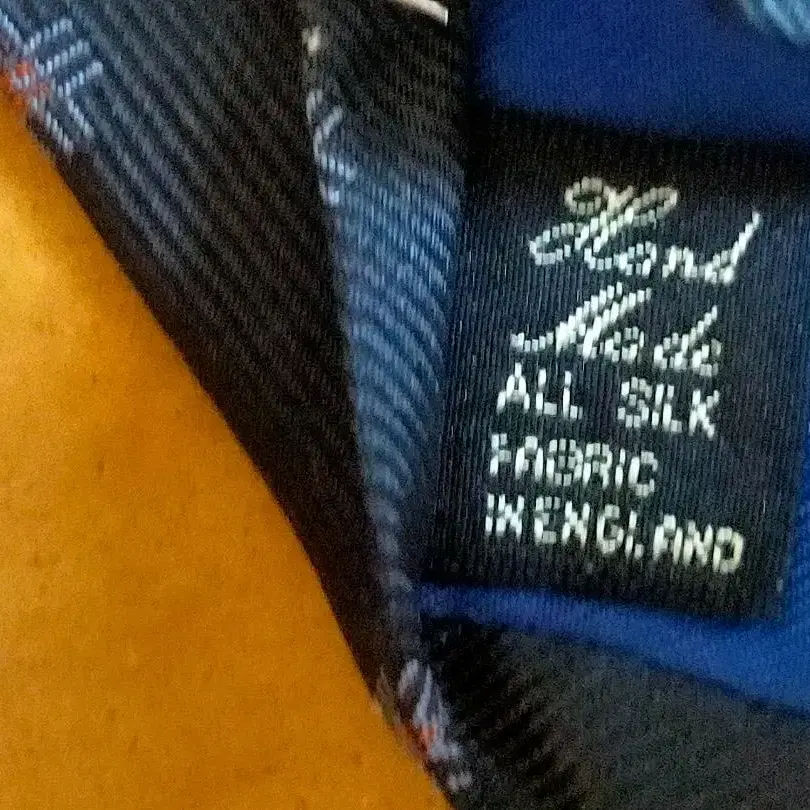 Hand
Made
ALL SILK
FABRIC
IN ENGLAND